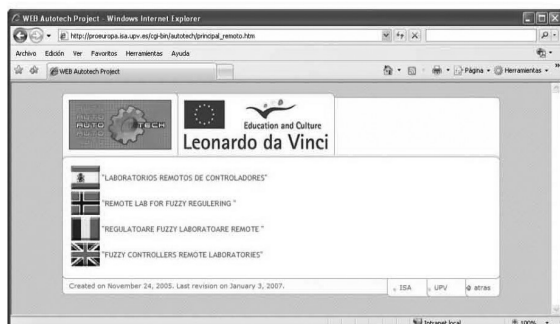 WEB Autotech Project - Windows Internet Explorer
http://proeuropa.isa.upv.es/cgi-bin/autotech/principal_remoto.htm
Archivo Edición Ver Favoritos Herramientas Ayuda
WEB Autotech Project Página Herramientas
AUTO TECH
Education and Culture
Leonardo da Vinci
"LABORATORIOS REMOTOS DE CONTROLADORES"
"REMOTE LAB FOR FUZZY REGULERING "
"REGULATOARE FUZZY LABORATOARE REMOTE "
"FUZZY CONTROLLERS REMOTE LABORATORIES"
Created on November 24, 2005. Last revision on January 3, 2007. ISA UPV atras
Intranet local 100%